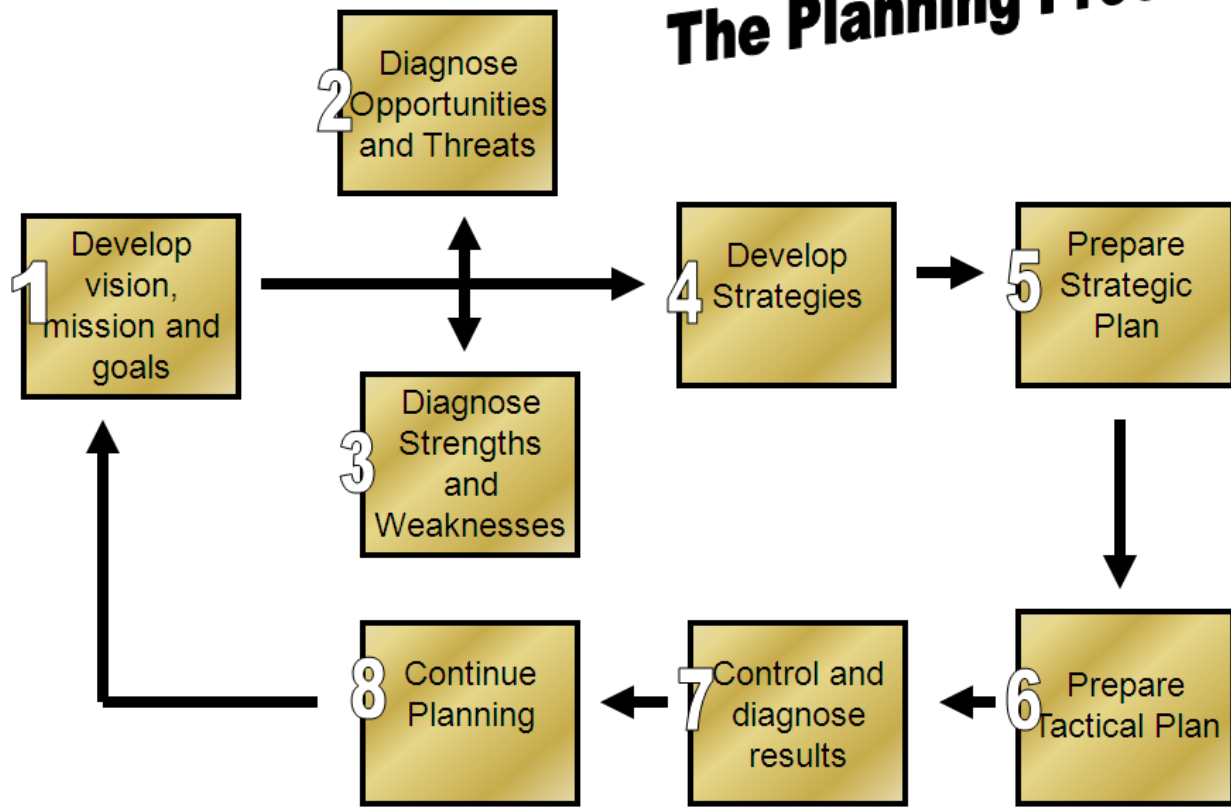 The Planning
2
Diagnose
Opportunities
and Threats
1
Develop
vision,
mission and
goals
4
Develop
Strategies
5
Prepare
Strategic
Plan
3
Diagnose
Strengths
and
Weaknesses
8
Continue
Planning
7
Control and
diagnose
results
6
Prepare
Tactical Plan